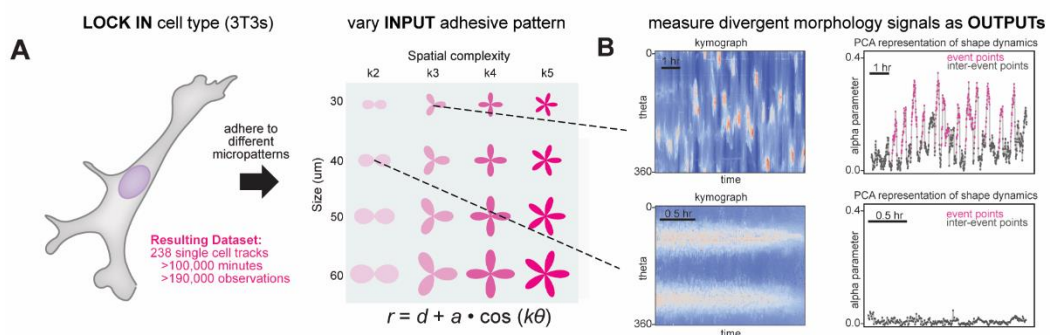 LOCK IN cell type (3T3s)
vary INPUT adhesive pattern
measure divergent morphology signals as OUTPUTs
A
adhere to
different
micropatterns
Resulting Dataset:
238 single cell tracks
>100,000 minutes
>190,000 observations
Spatial complexity
k2 k3 k4 k5
Size (um)
30
40
50
60
r = d + a • cos (kθ)
B
kymograph
0
1 hr
theta
360
time
PCA representation of shape dynamics
0.4
event points
inter-event points
1 hr
alpha parameter
0.0
time
kymograph
0
0.5 hr
theta
360
time
PCA representation of shape dynamics
0.4
event points
inter-event points
0.5 hr
alpha parameter
0.0
time